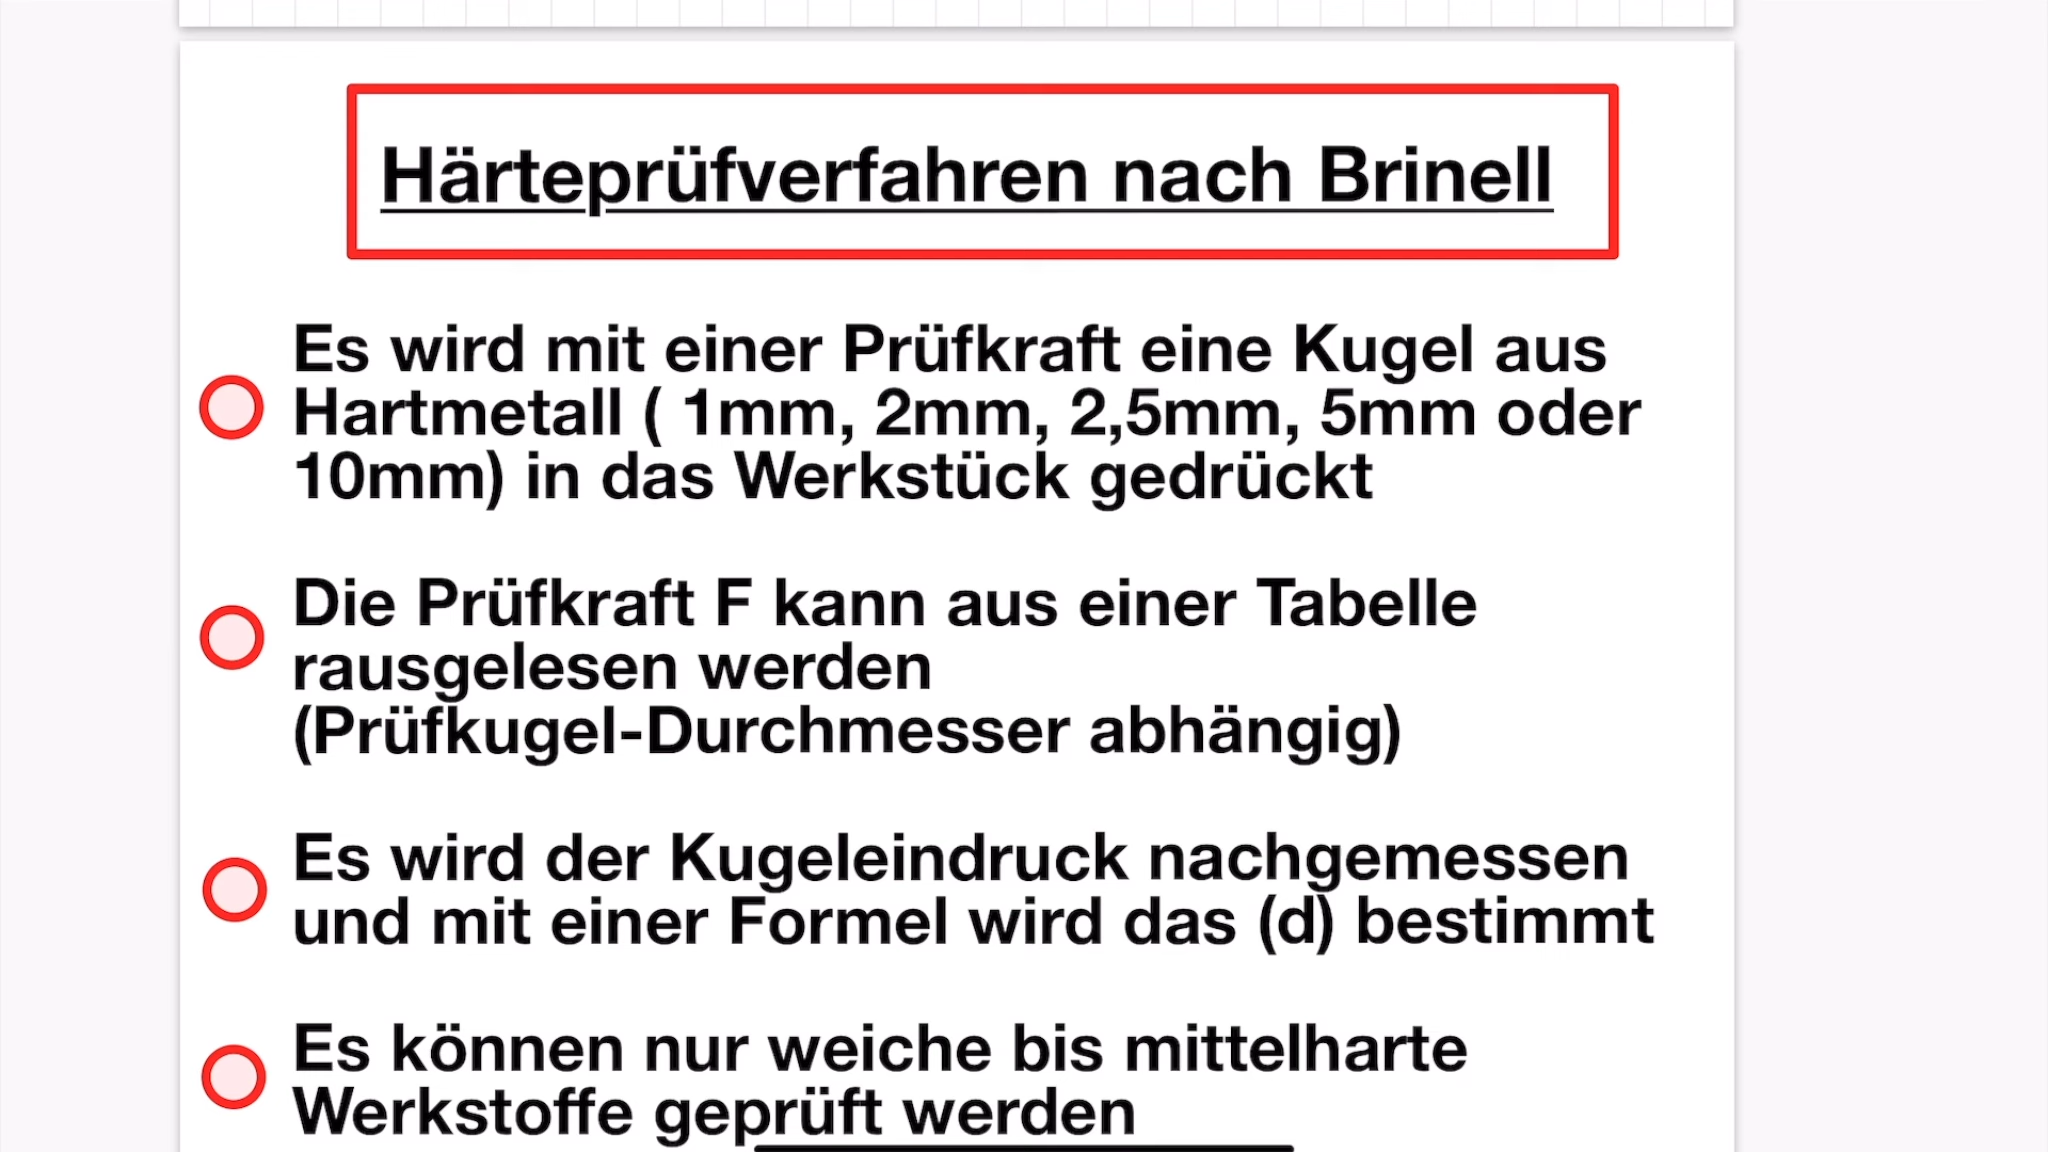 Härteprüfverfahren nach Brinell
Es wird mit einer Prüfkraft eine Kugel aus
Hartmetall ( 1mm, 2mm, 2,5mm, 5mm oder
10mm) in das Werkstück gedrückt
Die Prüfkraft F kann aus einer Tabelle
rausgelesen werden
(Prüfkugel-Durchmesser abhängig)
Es wird der Kugeleindruck nachgemessen
und mit einer Formel wird das (d) bestimmt
Es können nur weiche bis mittelharte
Werkstoffe geprüft werden